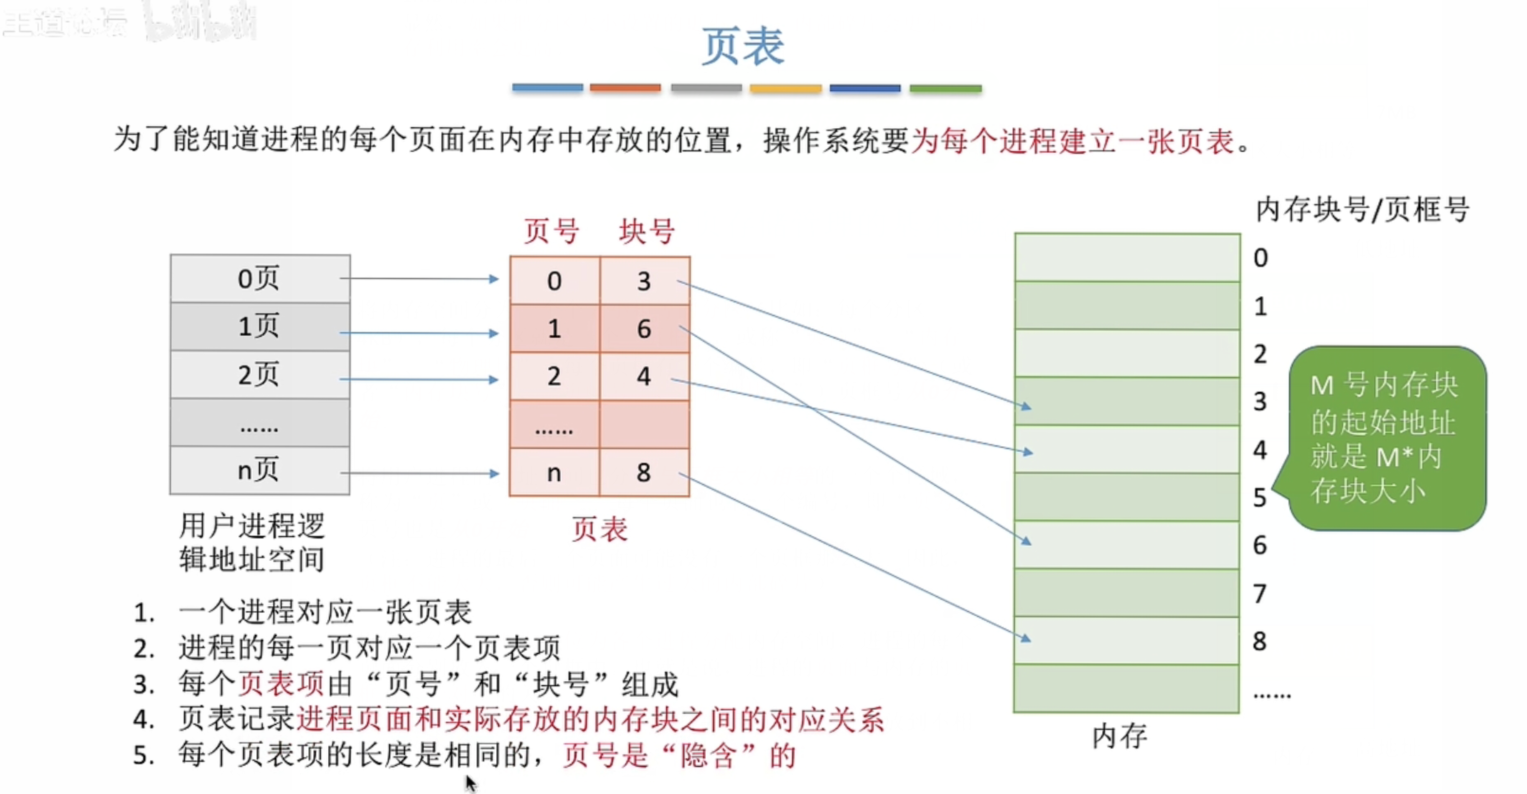 王道论坛 bilibili
页表
为了能知道进程的每个页面在内存中存放的位置，操作系统要为每个进程建立一张页表。
内存块号/页框号
页号 块号
0页 0 3
1页 1 6
2页 2 4
...... ......
n页 n 8
用户进程逻
辑地址空间
页表
0
1
2
3
4
5
6
7
8
......
内存
M 号内存块
的起始地址
就是 M*内
存块大小
1. 一个进程对应一张页表
2. 进程的每一页对应一个页表项
3. 每个页表项由“页号”和“块号”组成
4. 页表记录进程页面和实际存放的内存块之间的对应关系
5. 每个页表项的长度是相同的，页号是“隐含”的